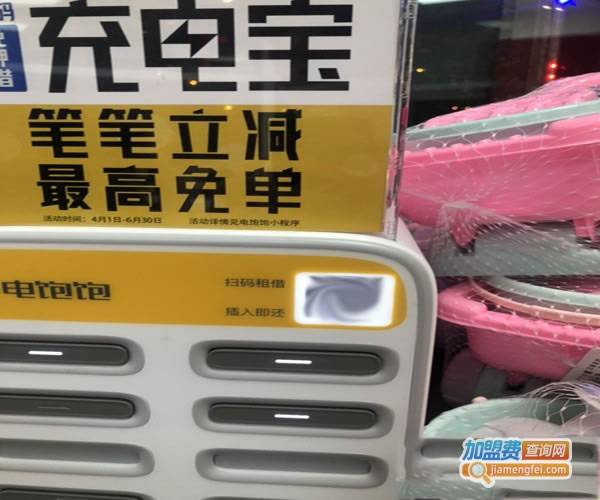 充电宝
笔笔立减
最高免单
活动时间：4月1日-6月30日 活动详情见电饱饱小程序
电饱饱
扫码租借
插入即还
加盟费查询网
jiamengfei.com